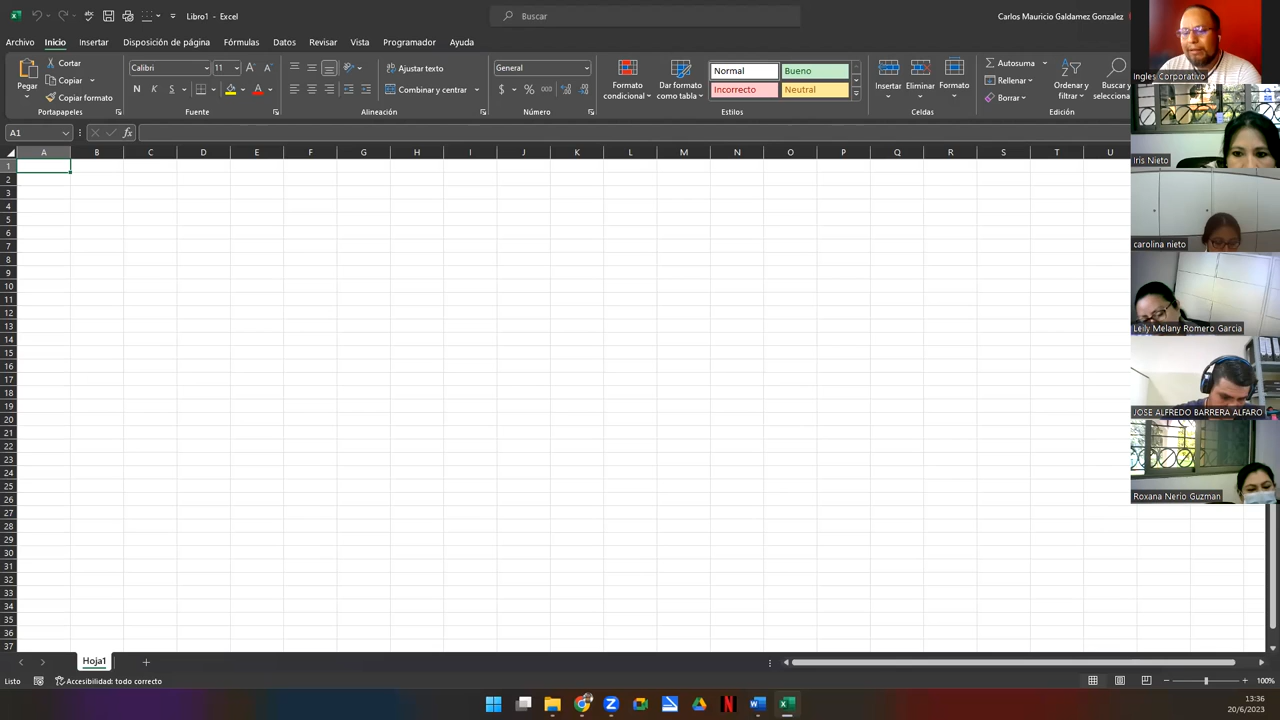 Libro1 - Excel
Buscar
Carlos Mauricio Galdamez Gonzalez
Archivo Inicio Insertar Disposición de página Fórmulas Datos Revisar Vista Programador Ayuda
Pegar
Cortar
Copiar
Copiar formato
Portapapeles
Calibri 11
N K S
Fuente
Ajustar texto
Combinar y centrar
Alineación
General
$ % 000
Número
Formato condicional
Dar formato como tabla
Normal Bueno
Incorrecto Neutral
Estilos
Insertar Eliminar Formato
Celdas
Autosuma
Rellenar
Borrar
Ordenar y filtrar
Buscar y selecciona
Edición
A1 fx
A B C D E F G H I J K L M N O P Q R S T U
1
2
3
4
5
6
7
8
9
10
11
12
13
14
15
16
17
18
19
20
21
22
23
24
25
26
27
28
29
30
31
32
33
34
35
36
37
Ingles Corporativo
Iris Nieto
carolina nieto
Leily Melany Romero Garcia
JOSE ALFREDO BARRERA ALFARO
Roxana Nerio Guzman
Hoja1
Listo Accesibilidad: todo correcto 100%
13:36
20/6/2023